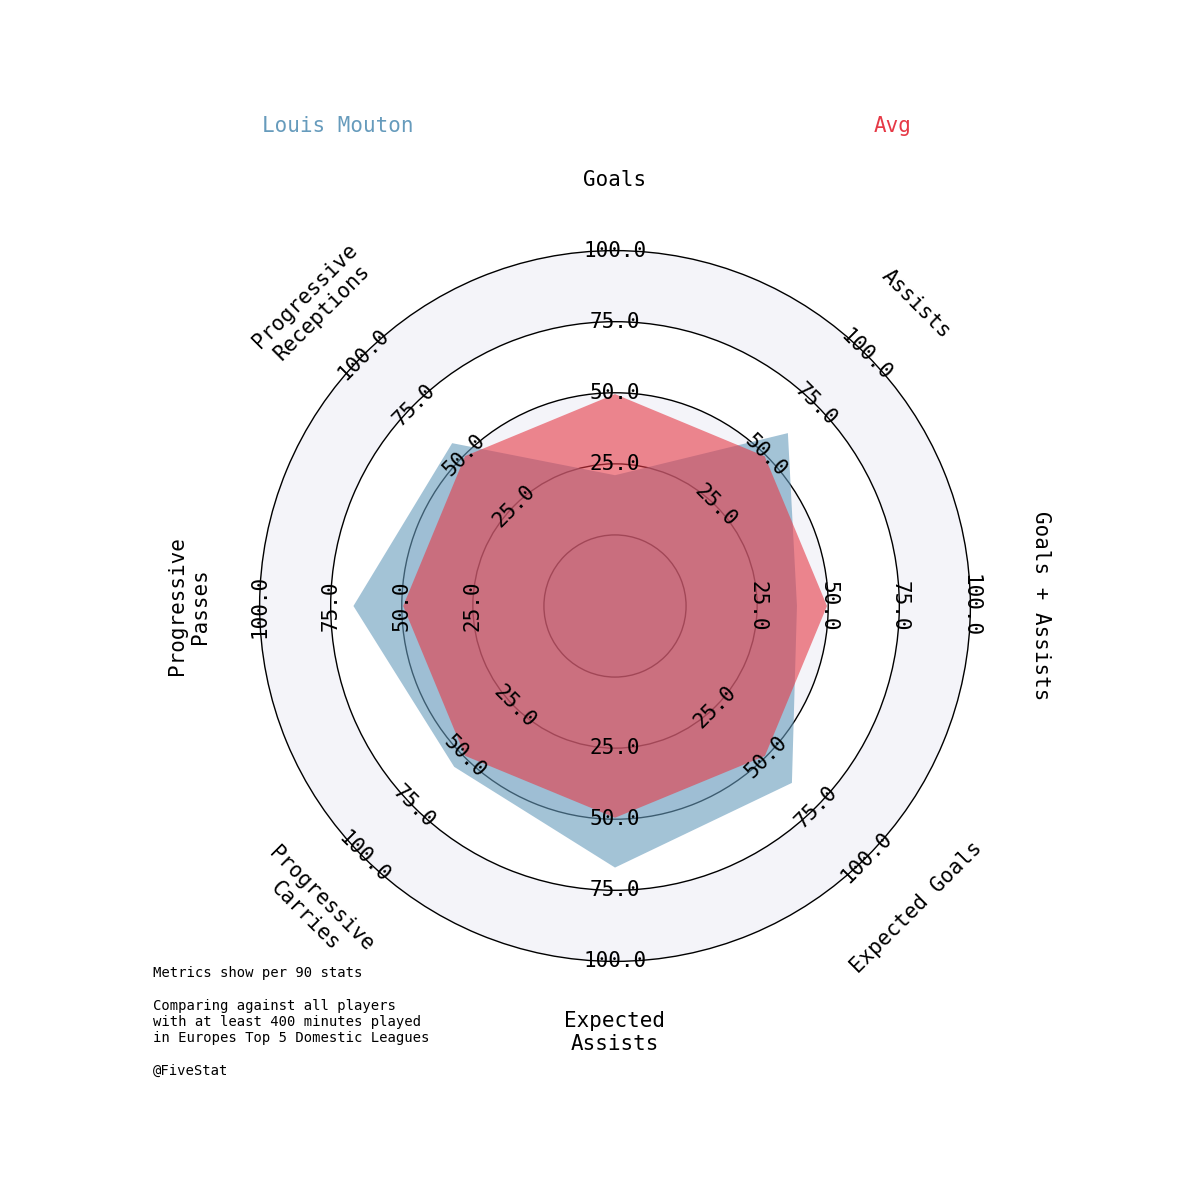 Louis Mouton
Avg
Goals
Progressive
Receptions
Assists
100.0
100.0
100.0
75.0
75.0
75.0
50.0
50.0
50.0
25.0
25.0
25.0
Progressive
Passes
100.0
75.0
50.0
25.0
25.0
50.0
75.0
100.0
Goals + Assists
25.0
25.0
25.0
50.0
50.0
50.0
75.0
75.0
75.0
100.0
100.0
100.0
Progressive
Carries
Expected Goals
Expected
Assists
Metrics show per 90 stats
Comparing against all players
with at least 400 minutes played
in Europes Top 5 Domestic Leagues
@FiveStat